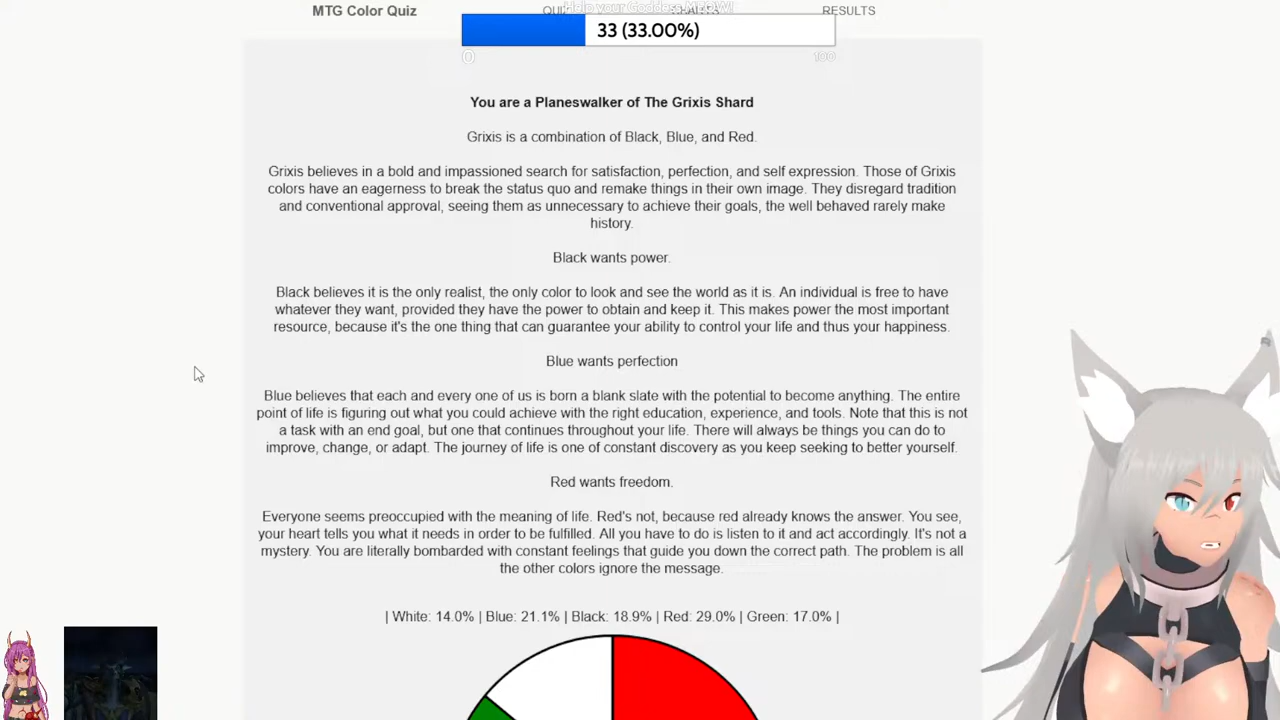 MTG Color Quiz
RESULTS
Help your Goddess
33 (33.00%)
0
100
You are a Planeswalker of The Grixis Shard
Grixis is a combination of Black, Blue, and Red.
Grixis believes in a bold and impassioned search for satisfaction, perfection, and self expression. Those of Grixis
colors have an eagerness to break the status quo and remake things in their own image. They disregard tradition
and conventional approval, seeing them as unnecessary to achieve their goals, the well behaved rarely make
history.
Black wants power.
Black believes it is the only realist, the only color to look and see the world as it is. An individual is free to have
whatever they want, provided they have the power to obtain and keep it. This makes power the most important
resource, because it's the one thing that can guarantee your ability to control your life and thus your happiness.
Blue wants perfection
Blue believes that each and every one of us is born a blank slate with the potential to become anything. The entire
point of life is figuring out what you could achieve with the right education, experience, and tools. Note that this is not
a task with an end goal, but one that continues throughout your life. There will always be things you can do to
improve, change, or adapt. The journey of life is one of constant discovery as you keep seeking to better yourself.
Red wants freedom.
Everyone seems preoccupied with the meaning of life. Red's not, because red already knows the answer. You see,
your heart tells you what it needs in order to be fulfilled. All you have to do is listen to it and act accordingly. It's not a
mystery. You are literally bombarded with constant feelings that guide you down the correct path. The problem is all
the other colors ignore the message.
| White: 14.0% | Blue: 21.1% | Black: 18.9% | Red: 29.0% | Green: 17.0% |